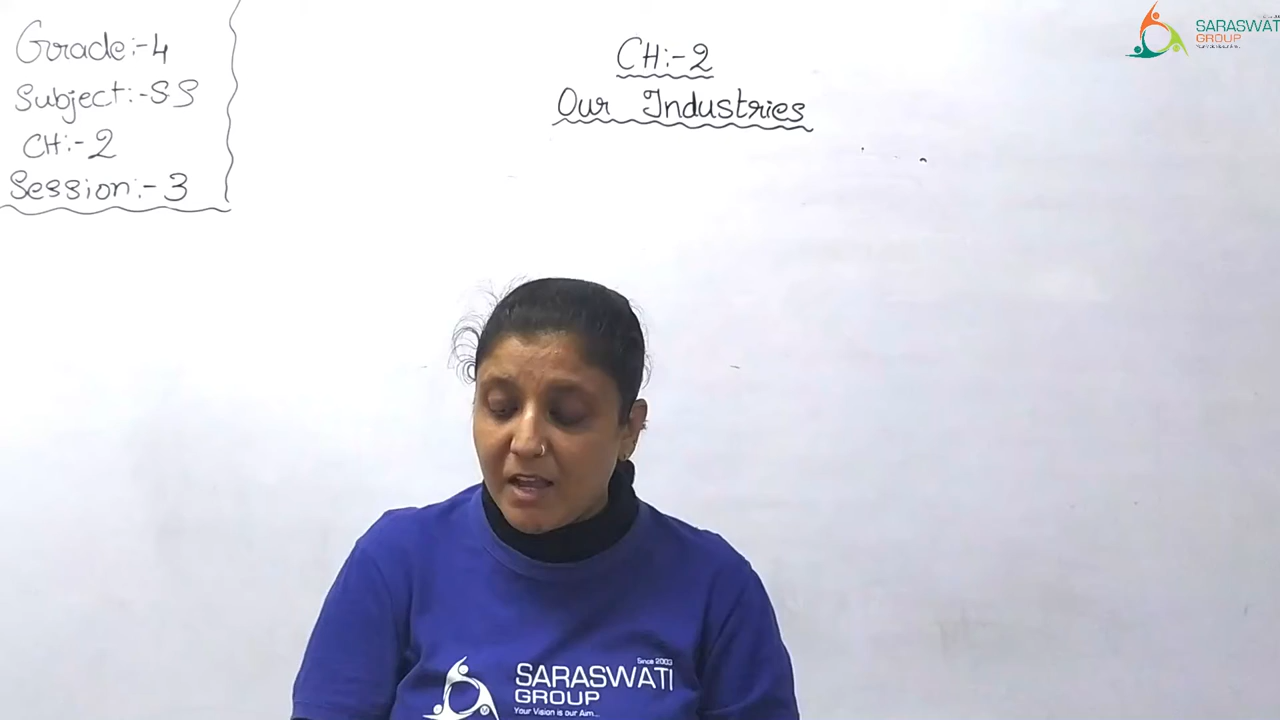 Grade:-4
Subject:-SS
CH:-2
Session:-3
CH:-2
Our Industries
SARASWATI
GROUP
Since 2003
SARASWATI
GROUP
Your Vision is our Aim...